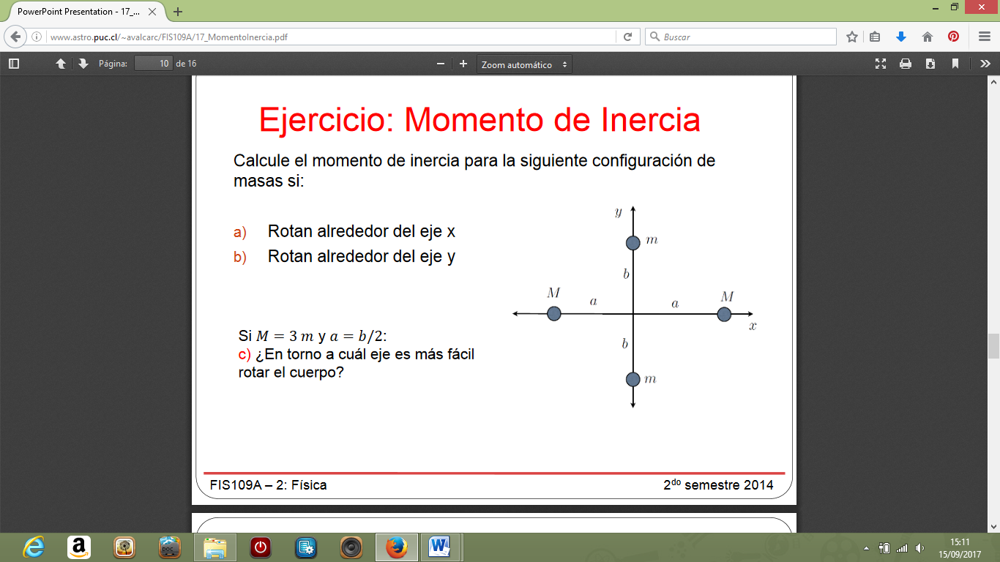 PowerPoint Presentation - 17_...
www.astro.puc.cl/~avalcarc/FIS109A/17_MomentoInercia.pdf
Buscar
Página: 10 de 16
Zoom automático
Ejercicio: Momento de Inercia
Calcule el momento de inercia para la siguiente configuración de
masas si:
a) Rotan alrededor del eje x
b) Rotan alrededor del eje y
Si M = 3 m y a = b/2:
c) ¿En torno a cuál eje es más fácil
rotar el cuerpo?
y
m
b
M
a
a
M
x
b
m
FIS109A – 2: Física
2do semestre 2014
DOC
15:11
15/09/2017